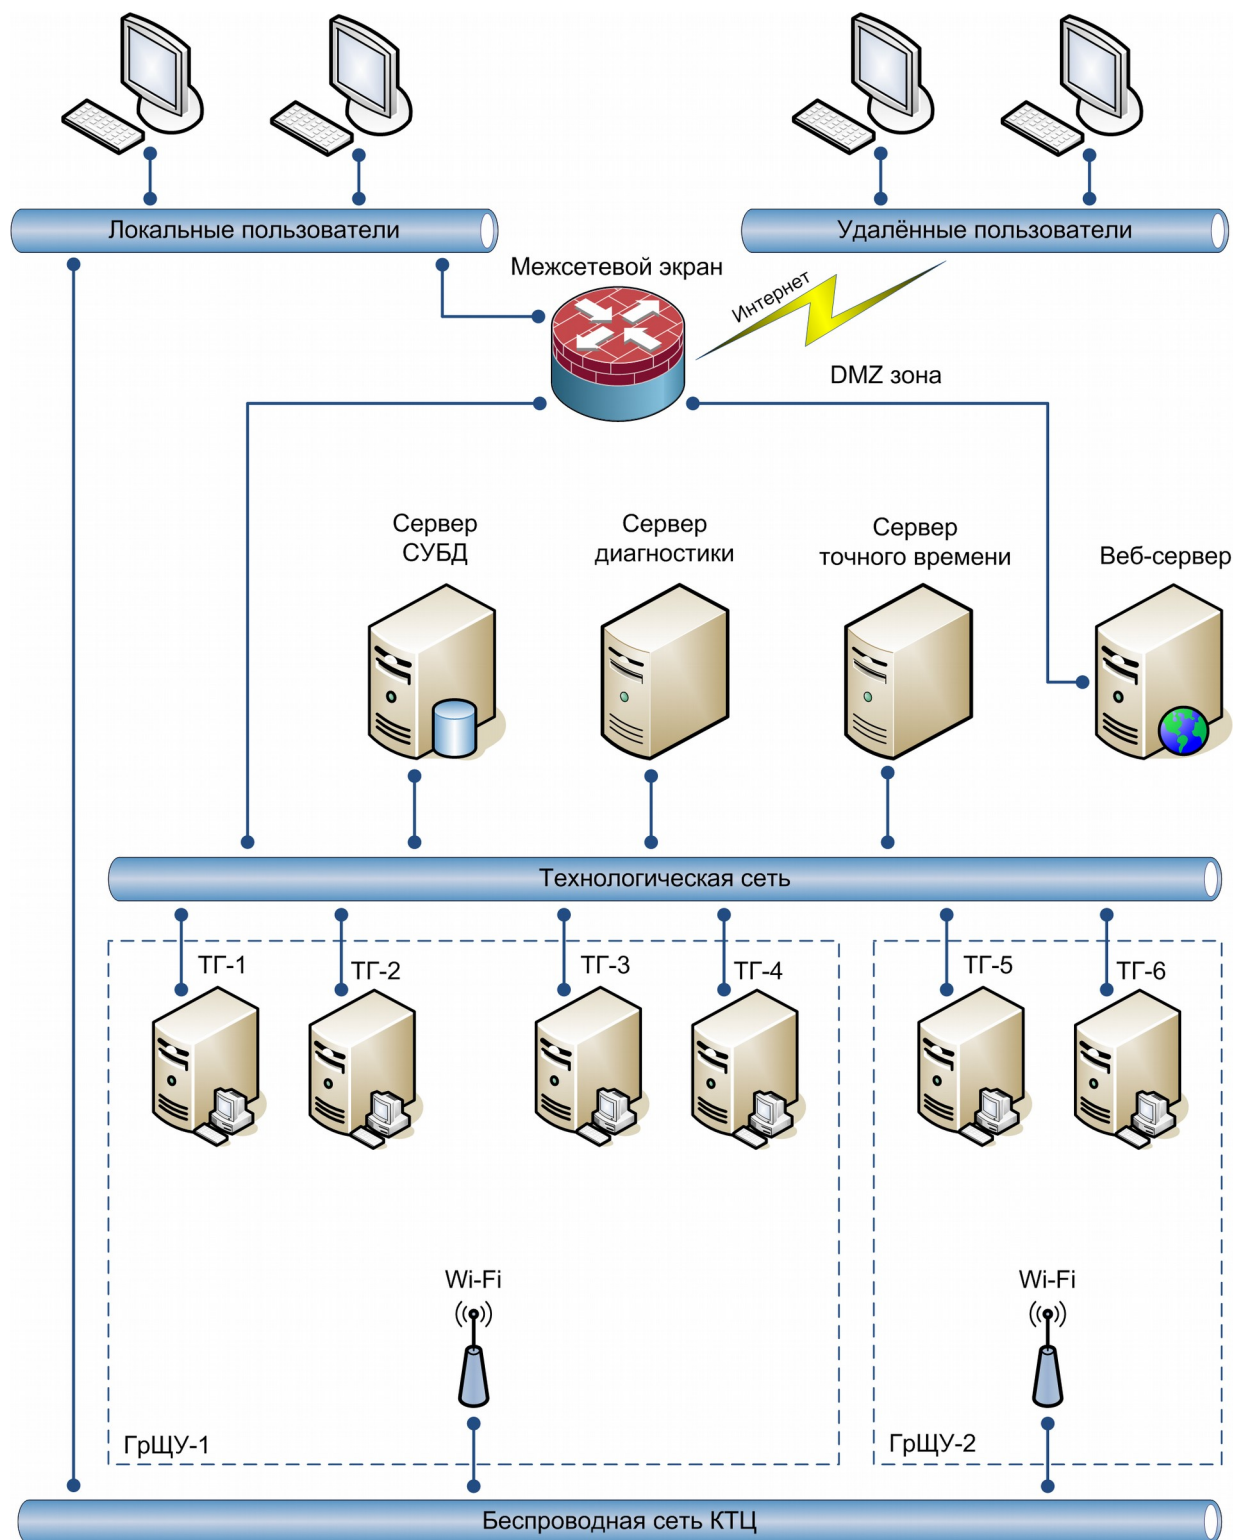 Локальные пользователи
Удалённые пользователи
Межсетевой экран
Интернет
DMZ зона
Сервер
СУБД
Сервер
диагностики
Сервер
точного времени
Веб-сервер
Технологическая сеть
ТГ-1
ТГ-2
ТГ-3
ТГ-4
ТГ-5
ТГ-6
Wi-Fi
Wi-Fi
ГрЩУ-1
ГрЩУ-2
Беспроводная сеть КТЦ